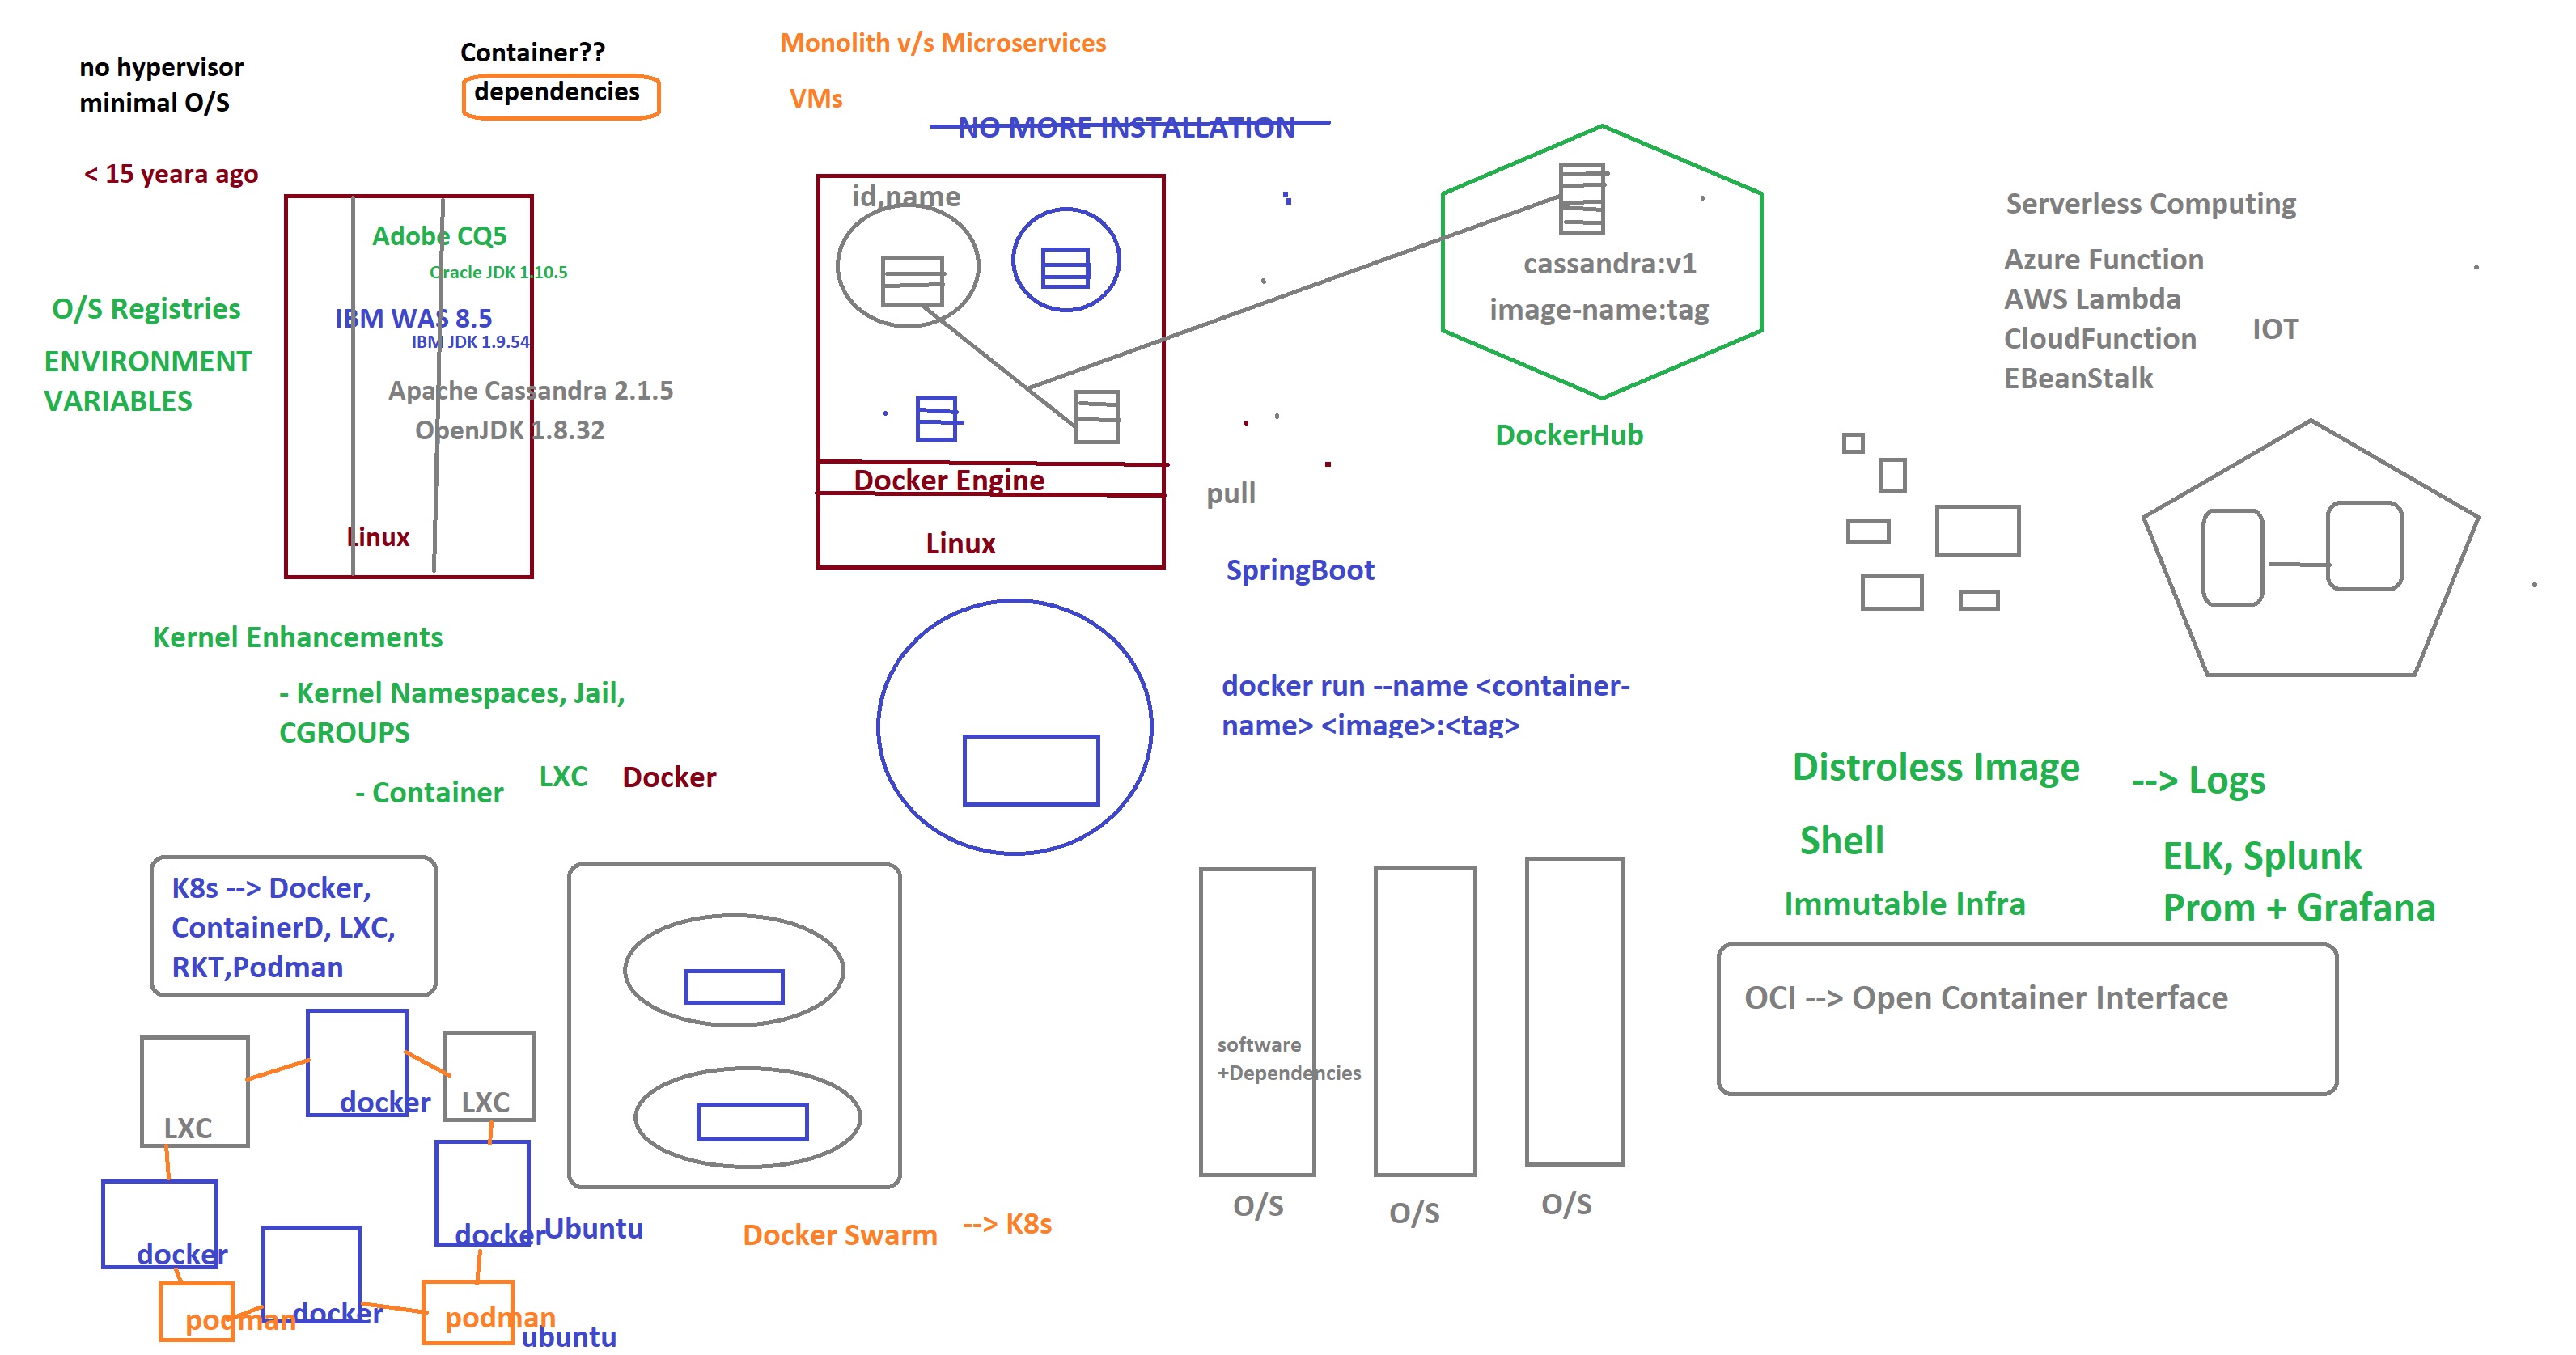 no hypervisor
minimal O/S
Container??
dependencies
Monolith v/s Microservices
VMs
NO MORE INSTALLATION
< 15 yeara ago
O/S Registries
ENVIRONMENT
VARIABLES
Adobe CQ5
Oracle JDK 1.10.5
IBM WAS 8.5
IBM JDK 1.9.54
Apache Cassandra 2.1.5
OpenJDK 1.8.32
Linux
id,name
Docker Engine
Linux
cassandra:v1
image-name:tag
DockerHub
pull
SpringBoot
Serverless Computing
Azure Function
AWS Lambda
CloudFunction
EBeanStalk
IOT
Kernel Enhancements
- Kernel Namespaces, Jail,
CGROUPS
- Container
LXC
Docker
docker run --name <container-
name> <image>:<tag>
Distroless Image
--> Logs
Shell
ELK, Splunk
Immutable Infra
Prom + Grafana
K8s --> Docker,
ContainerD, LXC,
RKT,Podman
LXC
docker
LXC
docker
docker
Ubuntu
podman
docker
podman
ubuntu
Docker Swarm
--> K8s
software
+Dependencies
O/S
O/S
O/S
OCI --> Open Container Interface